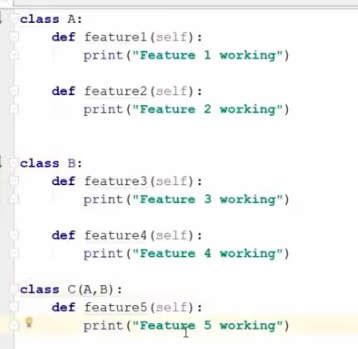 class A:
    def feature1(self):
        print("Feature 1 working")
    def feature2(self):
        print("Feature 2 working")
class B:
    def feature3(self):
        print("Feature 3 working")
    def feature4(self):
        print("Feature 4 working")
class C(A,B):
    def feature5(self):
        print("Feature 5 working")